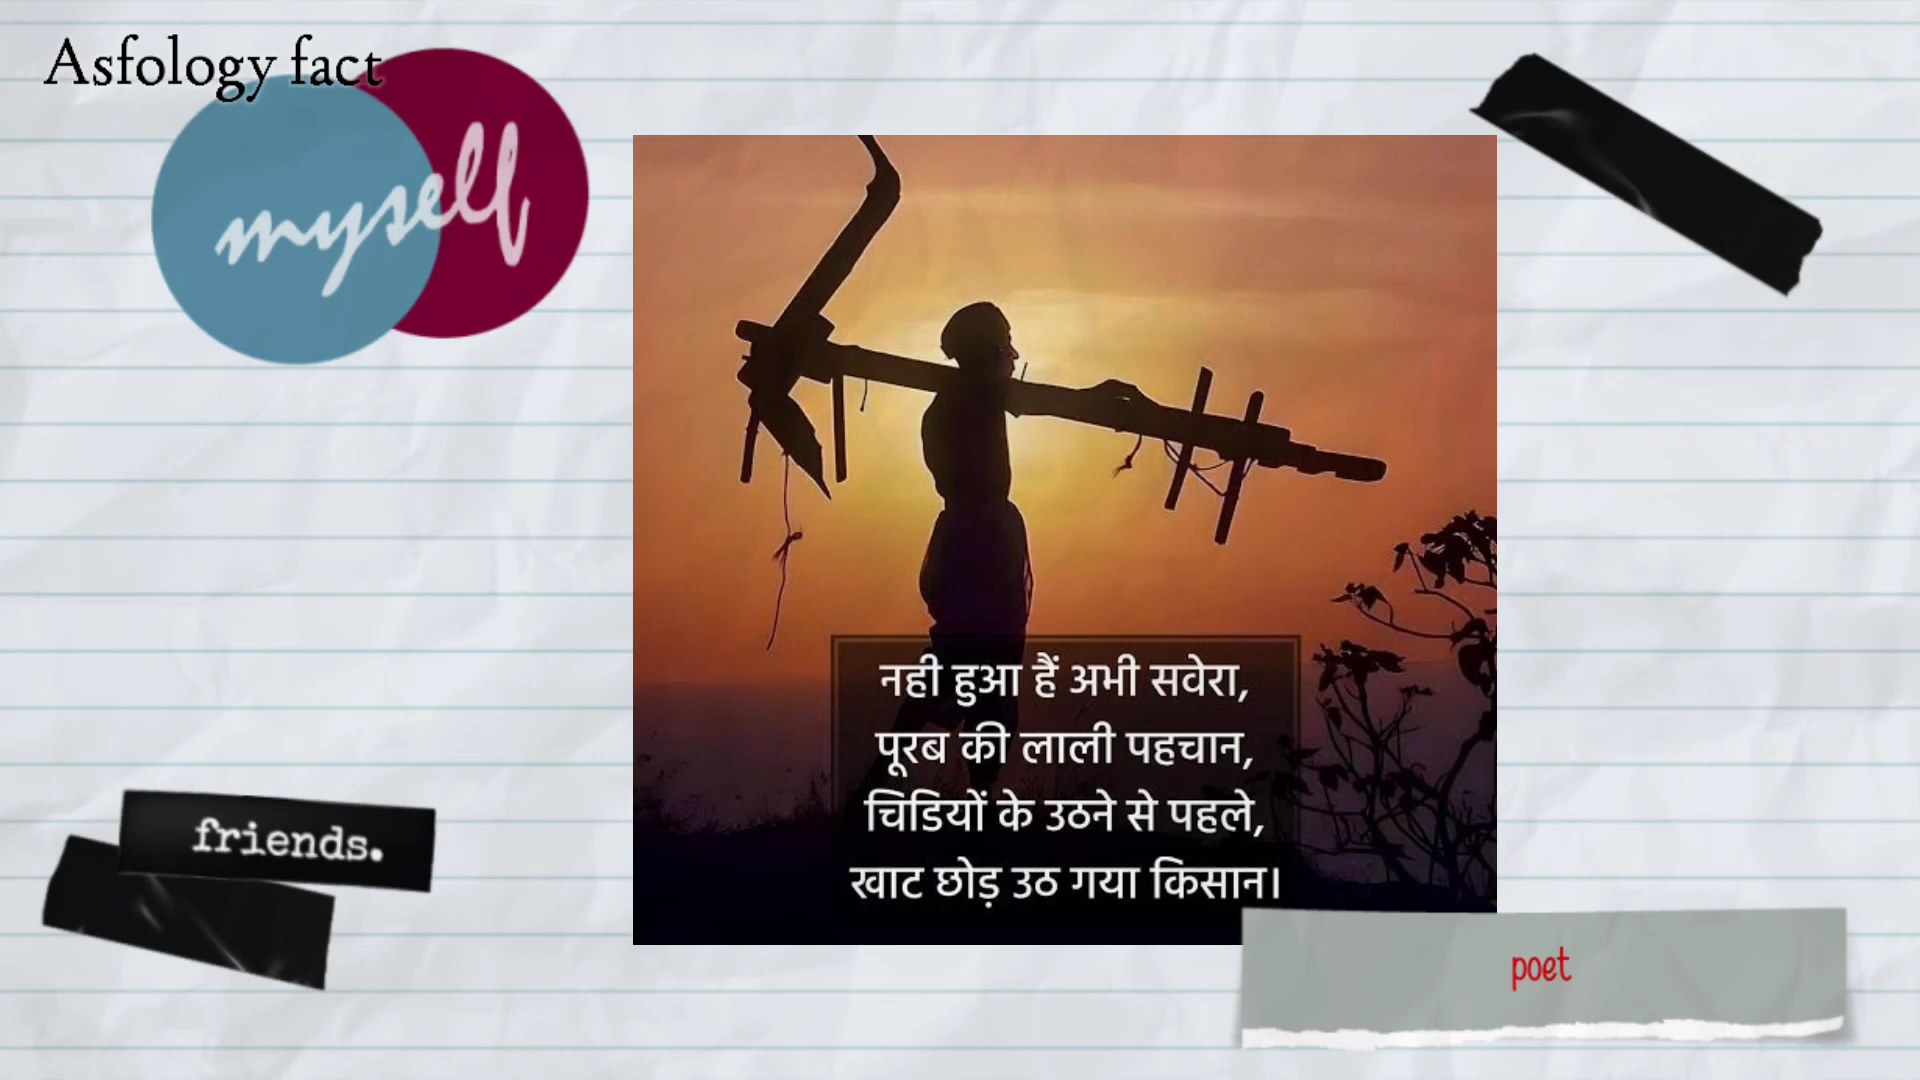 Asfology fact
myself
नही हुआ हैं अभी सवेरा,
पूरब की लाली पहचान,
चिडियों के उठने से पहले,
खाट छोड़ उठ गया किसान।
friends.
poet